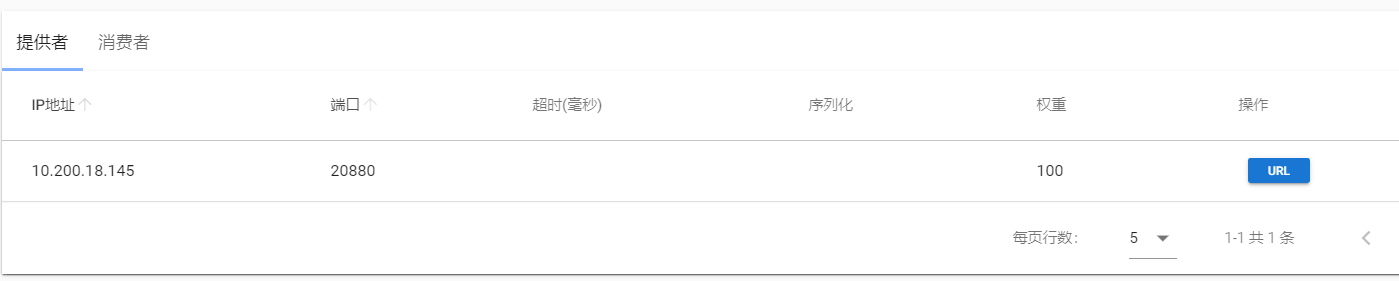 提供者 消费者
IP地址 端口 超时(毫秒) 序列化 权重 操作
10.200.18.145 20880 100 URL
每页行数: 5 1-1 共 1 条